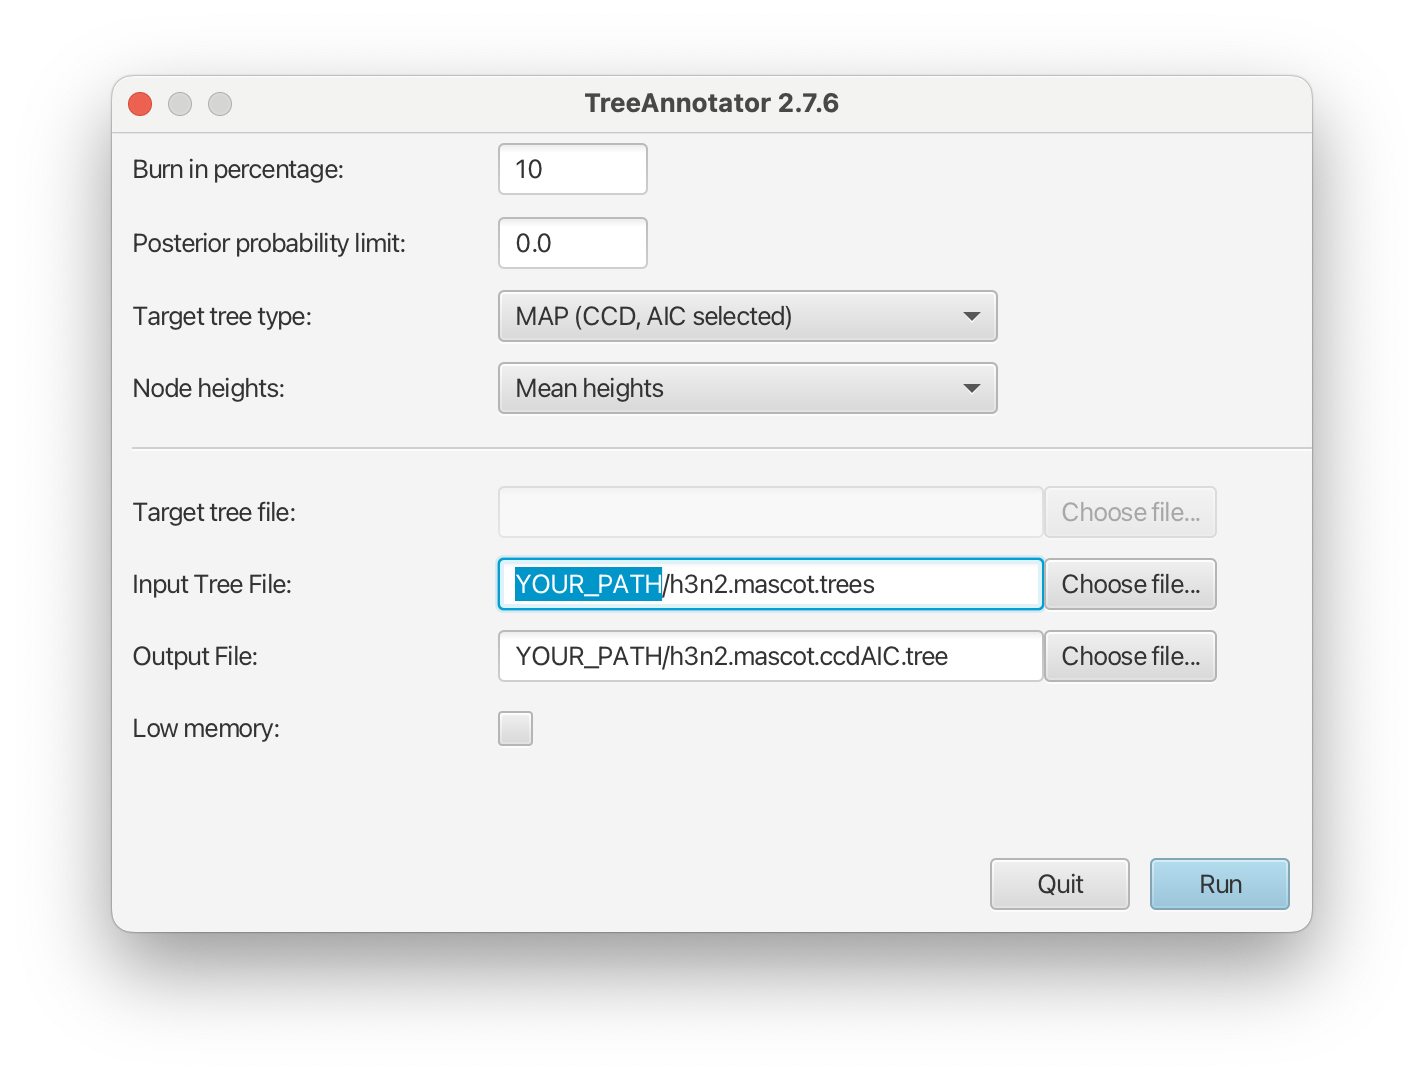 TreeAnnotator 2.7.6
Burn in percentage: 10
Posterior probability limit: 0.0
Target tree type: MAP (CCD, AIC selected)
Node heights: Mean heights
Target tree file: Choose file...
Input Tree File: YOUR_PATH/h3n2.mascot.trees Choose file...
Output File: YOUR_PATH/h3n2.mascot.ccdAIC.tree Choose file...
Low memory:
Quit Run